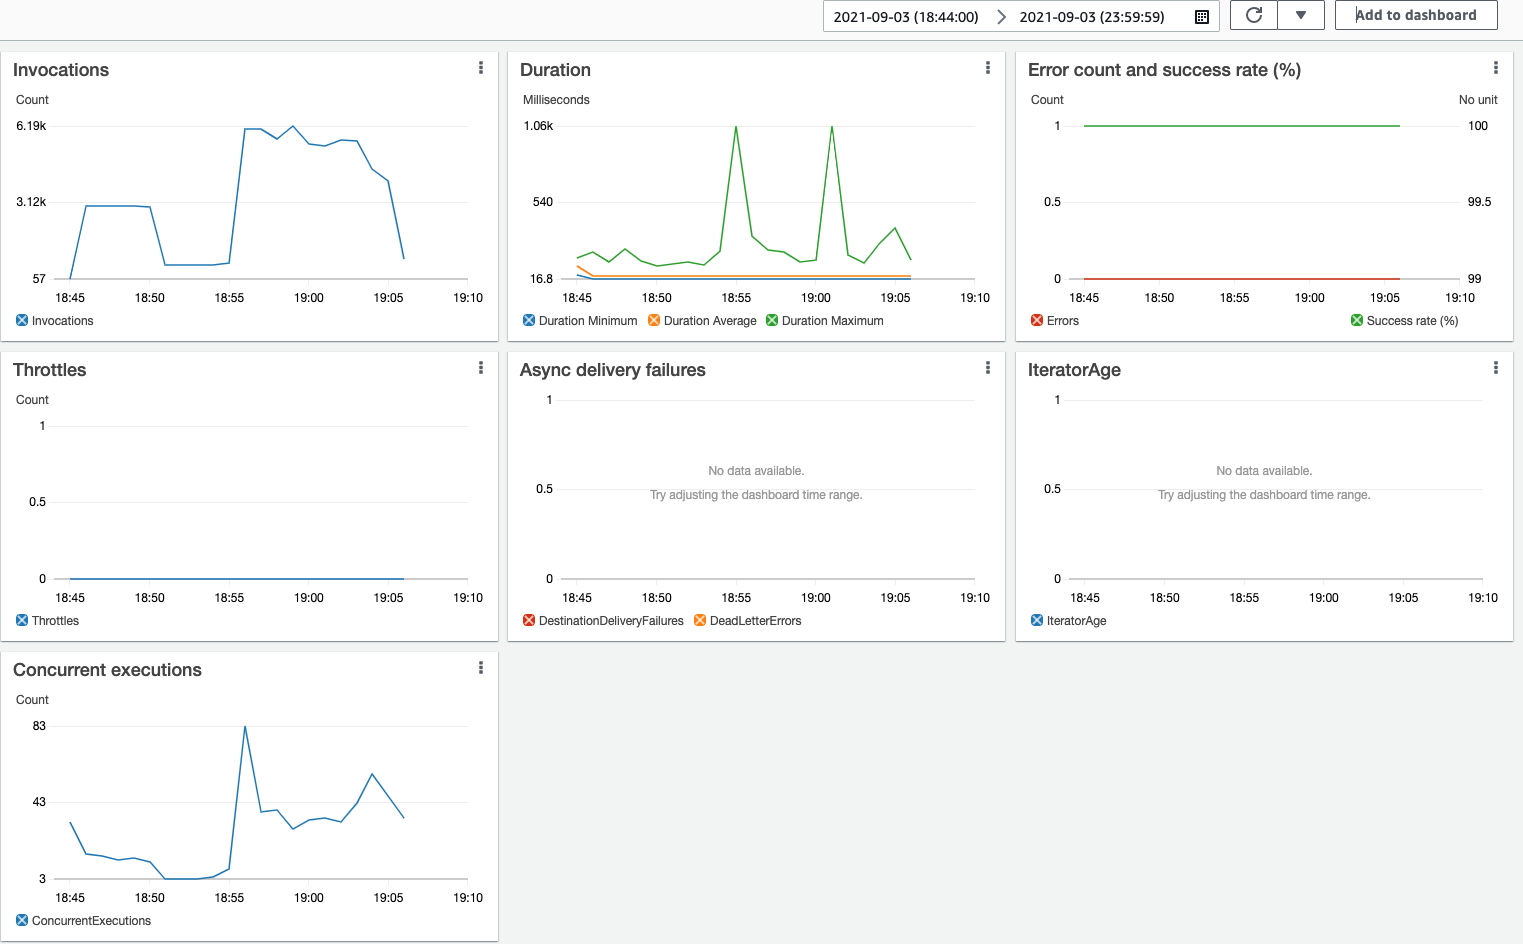 2021-09-03 (18:44:00) 2021-09-03 (23:59:59) Add to dashboard
Invocations
Count
6.19k
3.12k
57
18:45 18:50 18:55 19:00 19:05 19:10
Invocations
Duration
Milliseconds
1.06k
540
16.8
18:45 18:50 18:55 19:00 19:05 19:10
Duration Minimum Duration Average Duration Maximum
Error count and success rate (%)
Count No unit
1 100
0.5 99.5
0 99
18:45 18:50 18:55 19:00 19:05 19:10
Errors Success rate (%)
Throttles
Count
1
0.5
0
18:45 18:50 18:55 19:00 19:05 19:10
Throttles
Async delivery failures
1
No data available.
0.5
Try adjusting the dashboard time range.
0
18:45 18:50 18:55 19:00 19:05 19:10
DestinationDeliveryFailures DeadLetterErrors
IteratorAge
1
No data available.
0.5
Try adjusting the dashboard time range.
0
18:45 18:50 18:55 19:00 19:05 19:10
IteratorAge
Concurrent executions
Count
83
43
3
18:45 18:50 18:55 19:00 19:05 19:10
ConcurrentExecutions